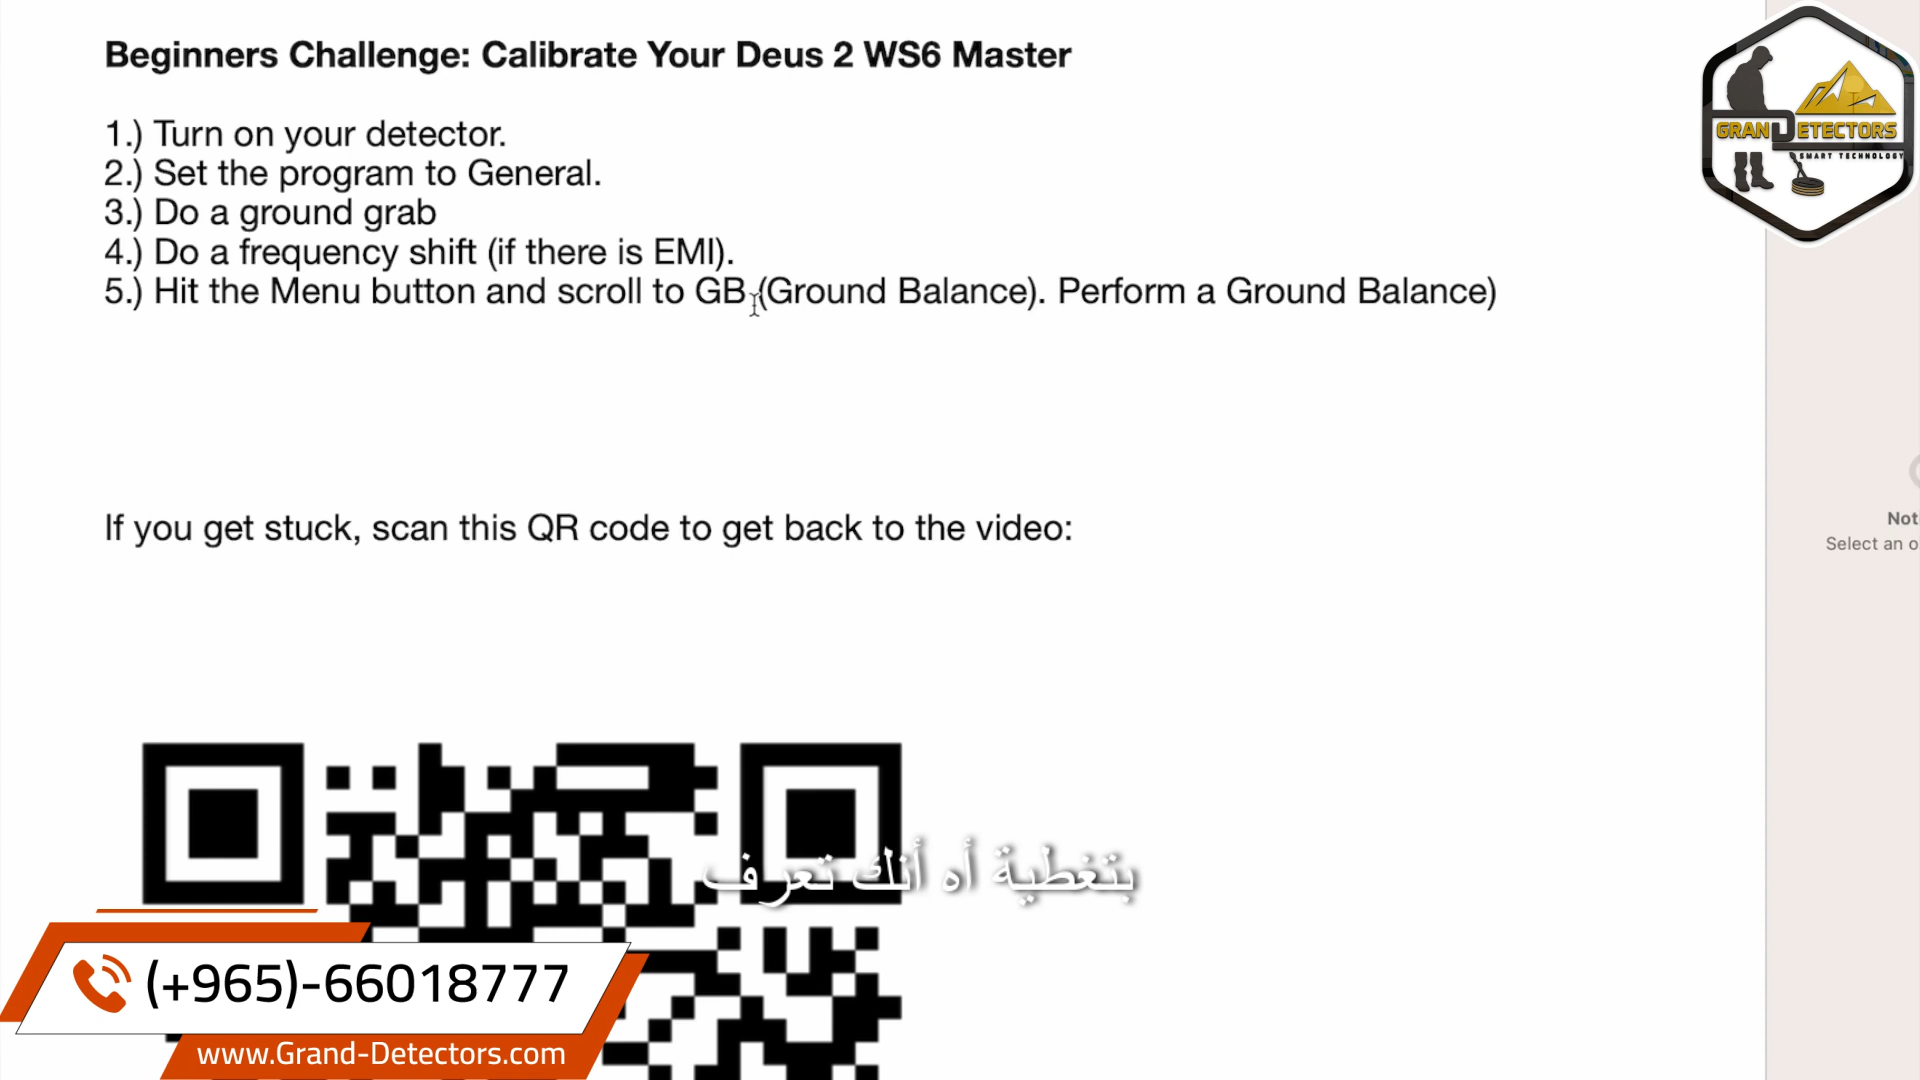 Beginners Challenge: Calibrate Your Deus 2 WS6 Master
1.) Turn on your detector.
2.) Set the program to General.
3.) Do a ground grab
4.) Do a frequency shift (if there is EMI).
5.) Hit the Menu button and scroll to GB (Ground Balance). Perform a Ground Balance)
If you get stuck, scan this QR code to get back to the video:
بتغطية أه أنك تعرف
(+965)-66018777
www.Grand-Detectors.com
GRAN DETECTORS
SMART TECHNOLOGY
Select an o